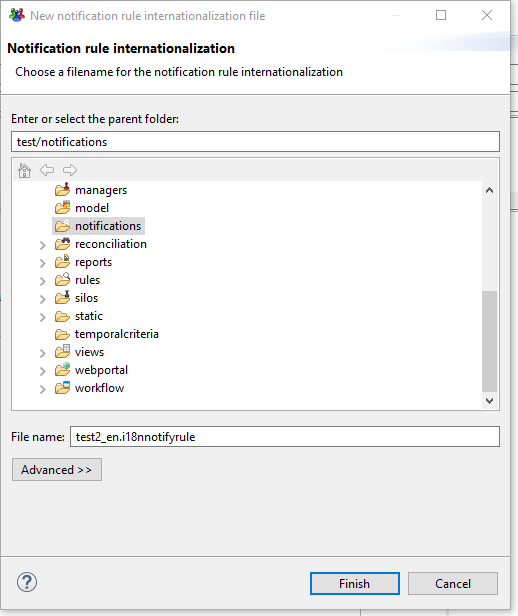 New notification rule internationalization file
Notification rule internationalization
Choose a filename for the notification rule internationalization
Enter or select the parent folder:
test/notifications
managers
model
notifications
reconciliation
reports
rules
silos
static
temporalcriteria
views
webportal
workflow
File name: test2_en.i18nnotifyrule
Advanced >>
? Finish Cancel